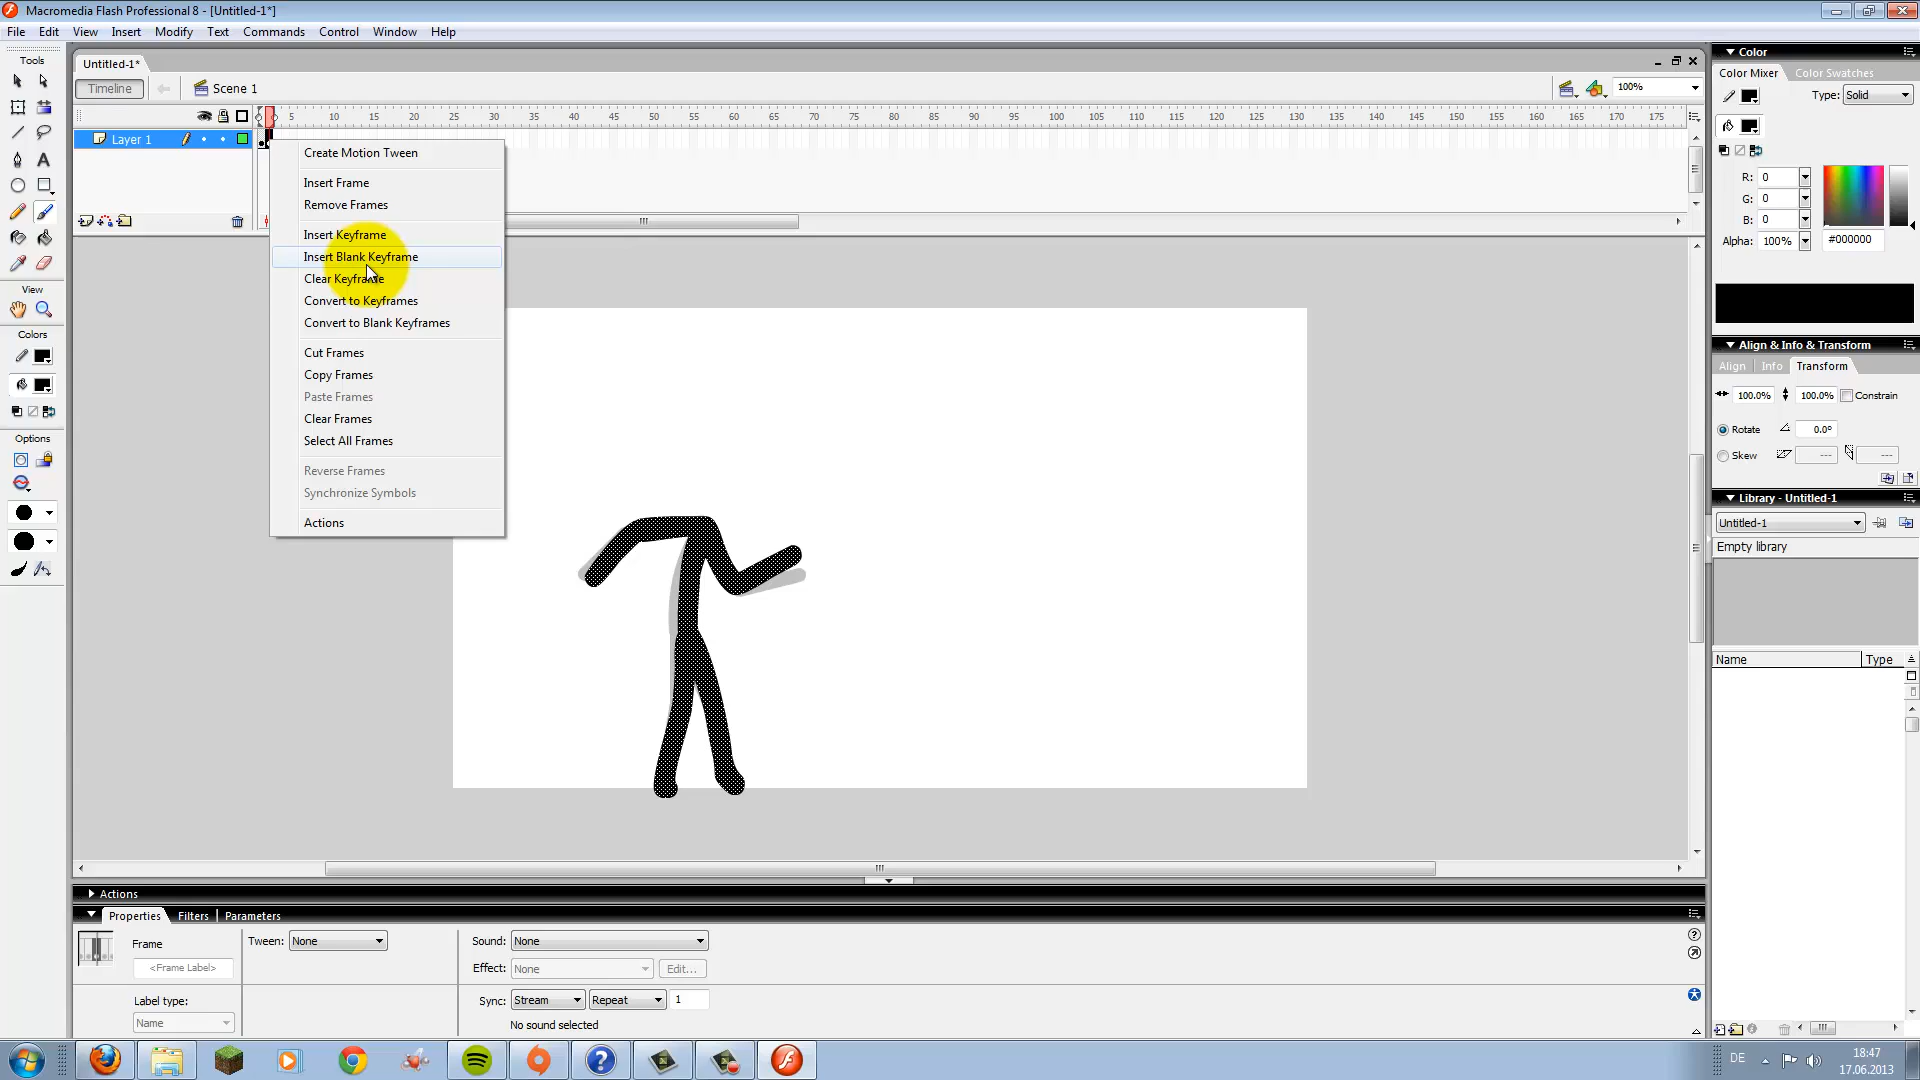 Macromedia Flash Professional 8 - [Untitled-1*]
File Edit View Insert Modify Text Commands Control Window Help
Tools
Untitled-1*
Timeline
Scene 1
100%
5 10 15 20 25 30 35 40 45 50 55 60 65 70 75 80 85 90 95 100 105 110 115 120 125 130 135 140 145 150 155 160 165 170 175
Layer 1
Create Motion Tween
Insert Frame
Remove Frames
Insert Keyframe
Insert Blank Keyframe
Clear Keyframe
Convert to Keyframes
Convert to Blank Keyframes
Cut Frames
Copy Frames
Paste Frames
Clear Frames
Select All Frames
Reverse Frames
Synchronize Symbols
Actions
View
Colors
Options
Color
Color Mixer Color Swatches
Type: Solid
R: 0
G: 0
B: 0
Alpha: 100% #000000
Align & Info & Transform
Align Info Transform
100.0% 100.0% Constrain
Rotate 0.0°
Skew --- ---
Library - Untitled-1
Untitled-1
Empty library
Name Type
Actions
Properties Filters Parameters
Frame
<Frame Label>
Label type:
Name
Tween: None
Sound: None
Effect: None Edit...
Sync: Stream Repeat 1
No sound selected
DE
18:47
17.06.2013